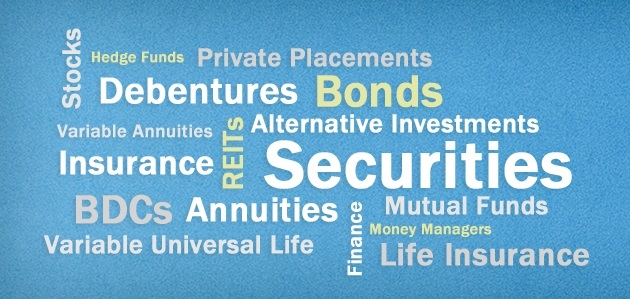 Stocks
Hedge Funds
Private Placements
Debentures
Bonds
Variable Annuities
REITs
Alternative Investments
Insurance
Securities
BDCs
Annuities
Finance
Mutual Funds
Money Managers
Variable Universal Life
Life Insurance